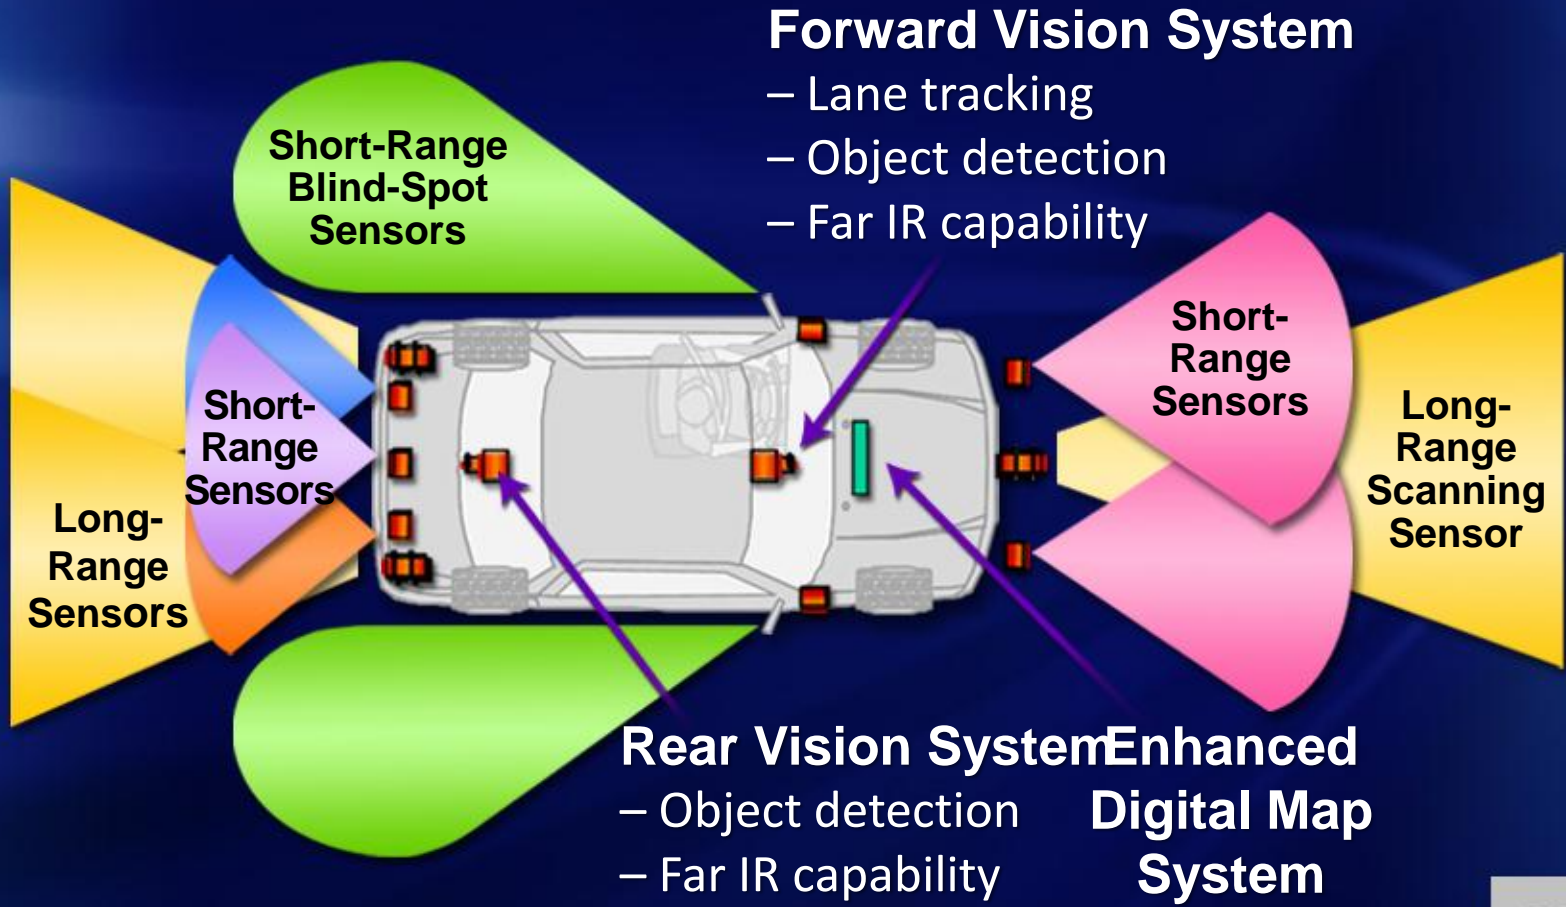 Forward Vision System
– Lane tracking
– Object detection
– Far IR capability
Short-Range
Blind-Spot
Sensors
Short-
Range
Sensors
Long-
Range
Scanning
Sensor
Short-
Range
Sensors
Long-
Range
Sensors
Rear Vision System
– Object detection
– Far IR capability
Enhanced
Digital Map
System